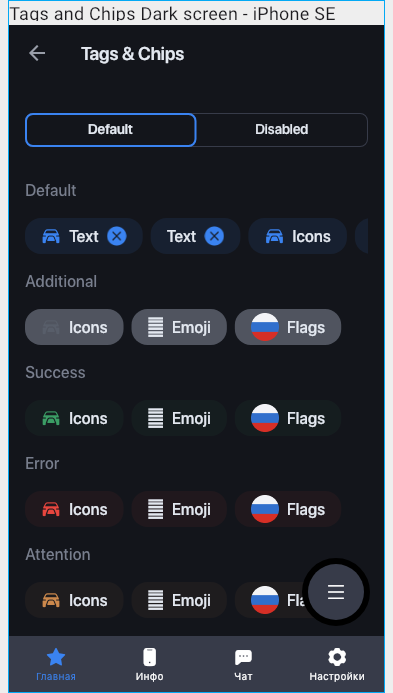 Tags and Chips Dark screen - iPhone SE
Tags & Chips
Default Disabled
Default
Text Text Icons
Additional
Icons Emoji Flags
Success
Icons Emoji Flags
Error
Icons Emoji Flags
Attention
Icons Emoji Fla
Главная Инфо Чат Настройки